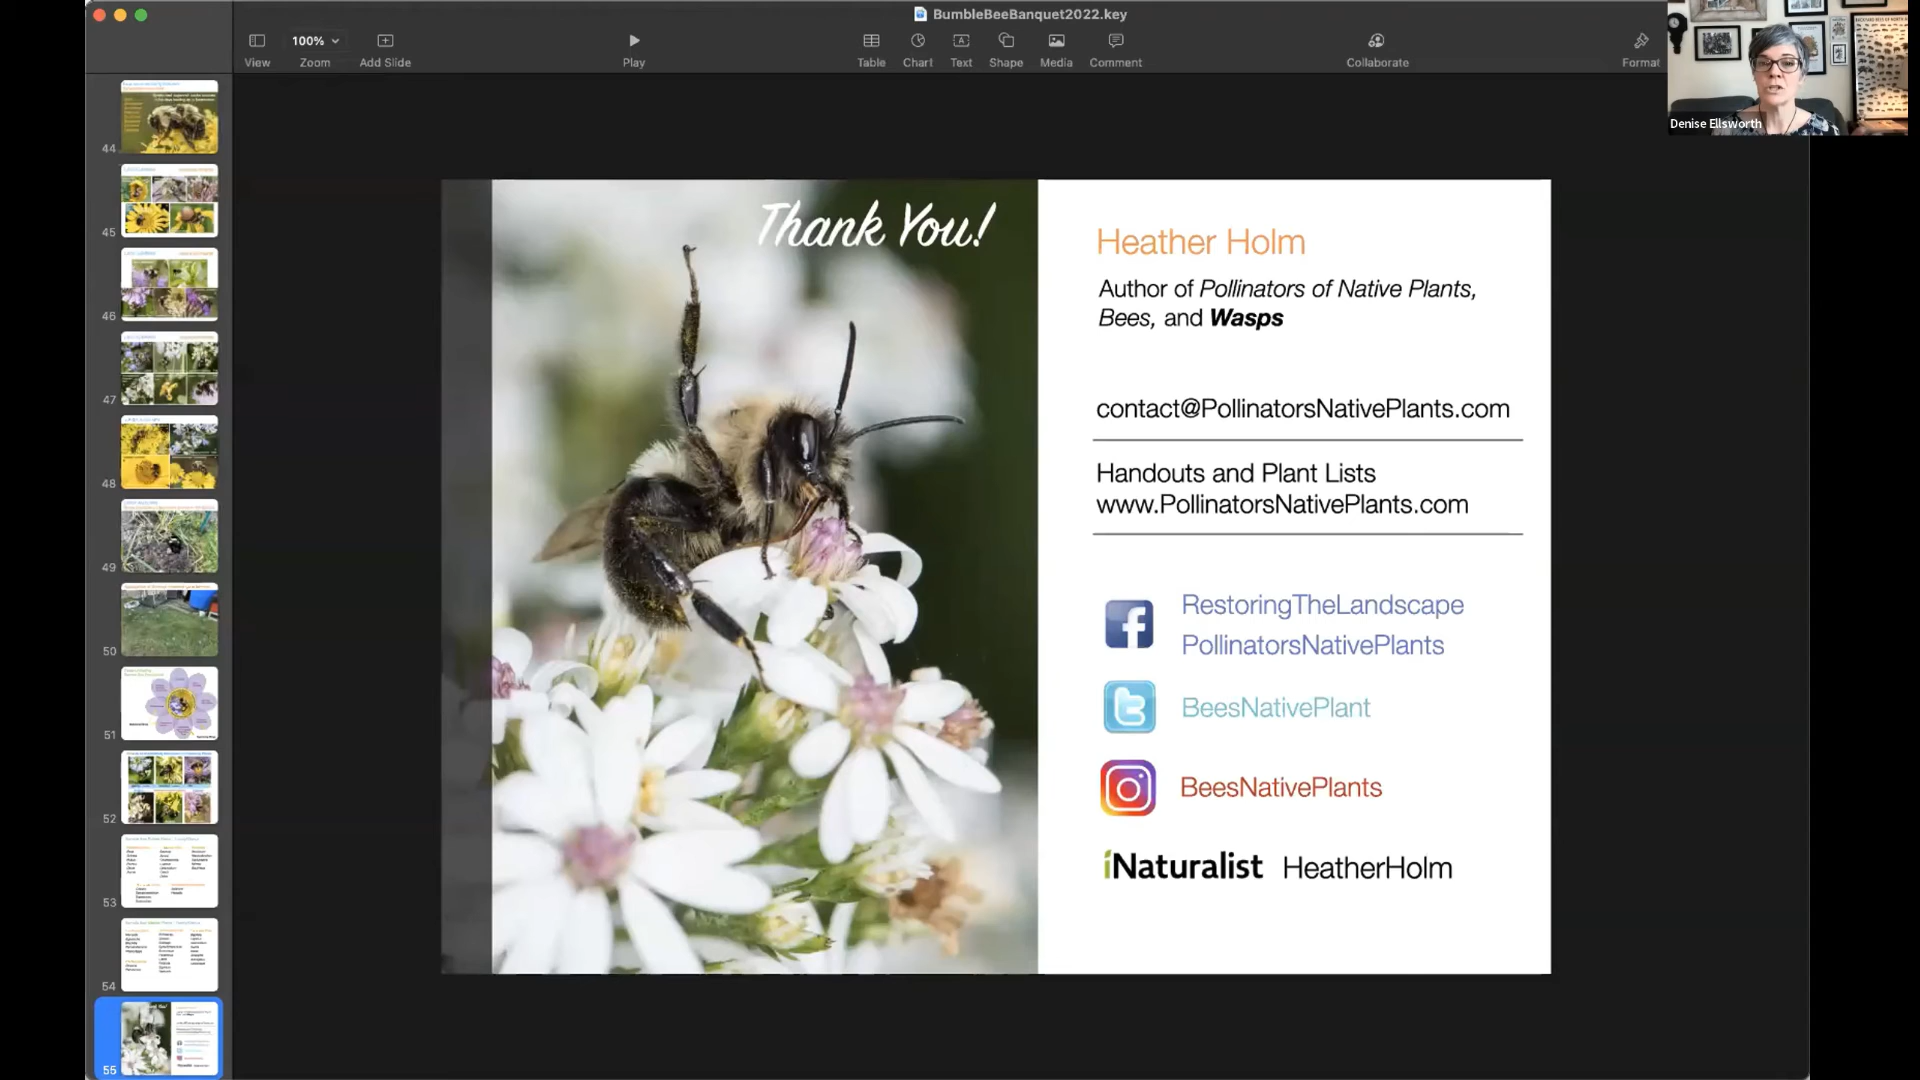 BumbleBeeBanquet2022.key
100%
View
Zoom
Add Slide
Play
Table
Chart
Text
Shape
Media
Comment
Collaborate
Format
Denise Ellsworth
44
45
46
47
48
49
50
51
52
53
54
55
Thank You!
Heather Holm
Author of Pollinators of Native Plants,
Bees, and Wasps
contact@PollinatorsNativePlants.com
Handouts and Plant Lists
www.PollinatorsNativePlants.com
RestoringTheLandscape
PollinatorsNativePlants
BeesNativePlant
BeesNativePlants
iNaturalist HeatherHolm